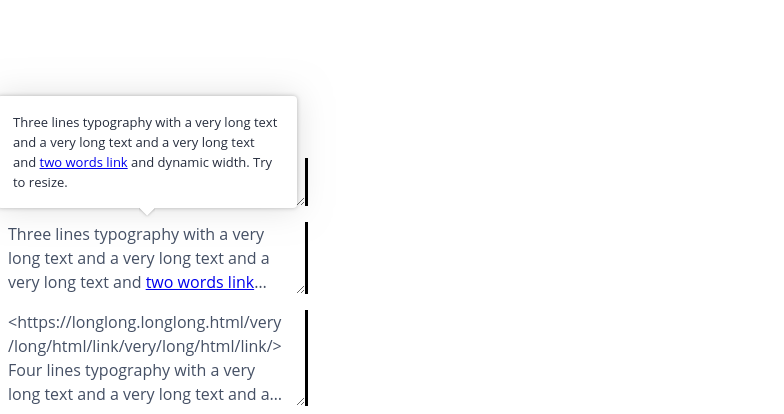 Three lines typography with a very long text
and a very long text and a very long text
and two words link and dynamic width. Try
to resize.
Three lines typography with a very
long text and a very long text and a
very long text and two words link...
<https://longlong.longlong.html/very
/long/html/link/very/long/html/link/>
Four lines typography with a very
long text and a very long text and a...